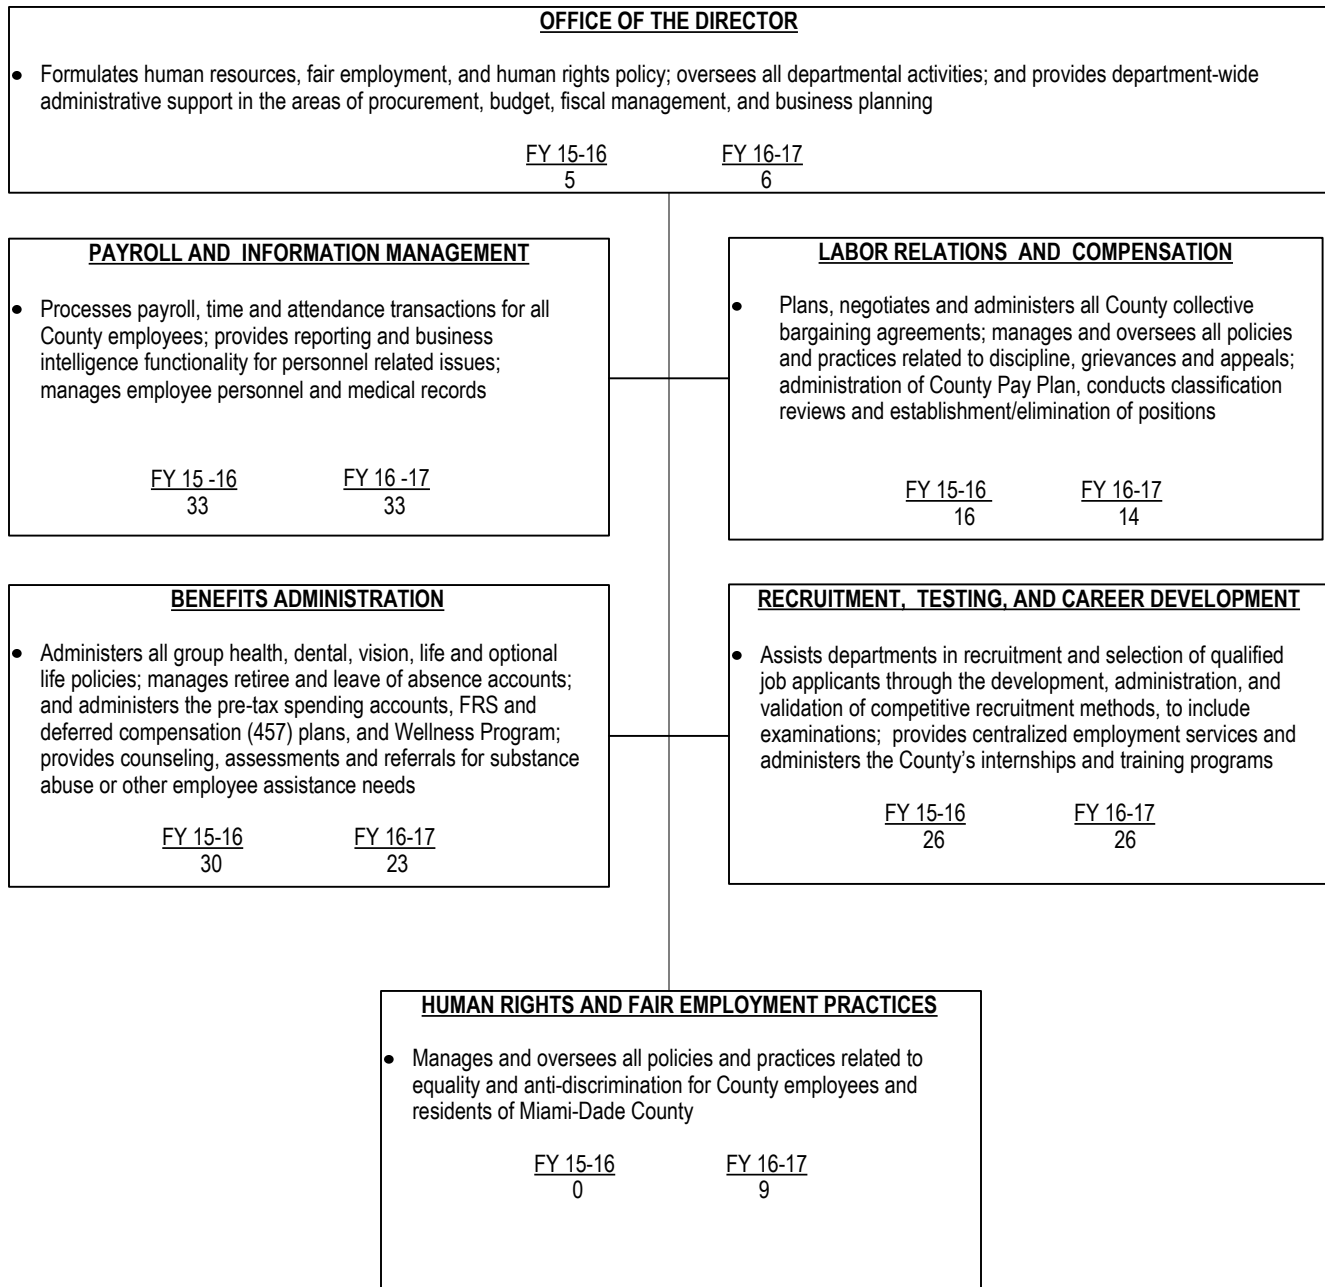 OFFICE OF THE DIRECTOR
• Formulates human resources, fair employment, and human rights policy; oversees all departmental activities; and provides department-wide
administrative support in the areas of procurement, budget, fiscal management, and business planning
FY 15-16 FY 16-17
5 6
PAYROLL AND INFORMATION MANAGEMENT
• Processes payroll, time and attendance transactions for all
County employees; provides reporting and business
intelligence functionality for personnel related issues;
manages employee personnel and medical records
FY 15 -16 FY 16 -17
33 33
LABOR RELATIONS AND COMPENSATION
• Plans, negotiates and administers all County collective
bargaining agreements; manages and oversees all policies
and practices related to discipline, grievances and appeals;
administration of County Pay Plan, conducts classification
reviews and establishment/elimination of positions
FY 15-16 FY 16-17
16 14
BENEFITS ADMINISTRATION
• Administers all group health, dental, vision, life and optional
life policies; manages retiree and leave of absence accounts;
and administers the pre-tax spending accounts, FRS and
deferred compensation (457) plans, and Wellness Program;
provides counseling, assessments and referrals for substance
abuse or other employee assistance needs
FY 15-16 FY 16-17
30 23
RECRUITMENT, TESTING, AND CAREER DEVELOPMENT
• Assists departments in recruitment and selection of qualified
job applicants through the development, administration, and
validation of competitive recruitment methods, to include
examinations; provides centralized employment services and
administers the County’s internships and training programs
FY 15-16 FY 16-17
26 26
HUMAN RIGHTS AND FAIR EMPLOYMENT PRACTICES
• Manages and oversees all policies and practices related to
equality and anti-discrimination for County employees and
residents of Miami-Dade County
FY 15-16 FY 16-17
0 9